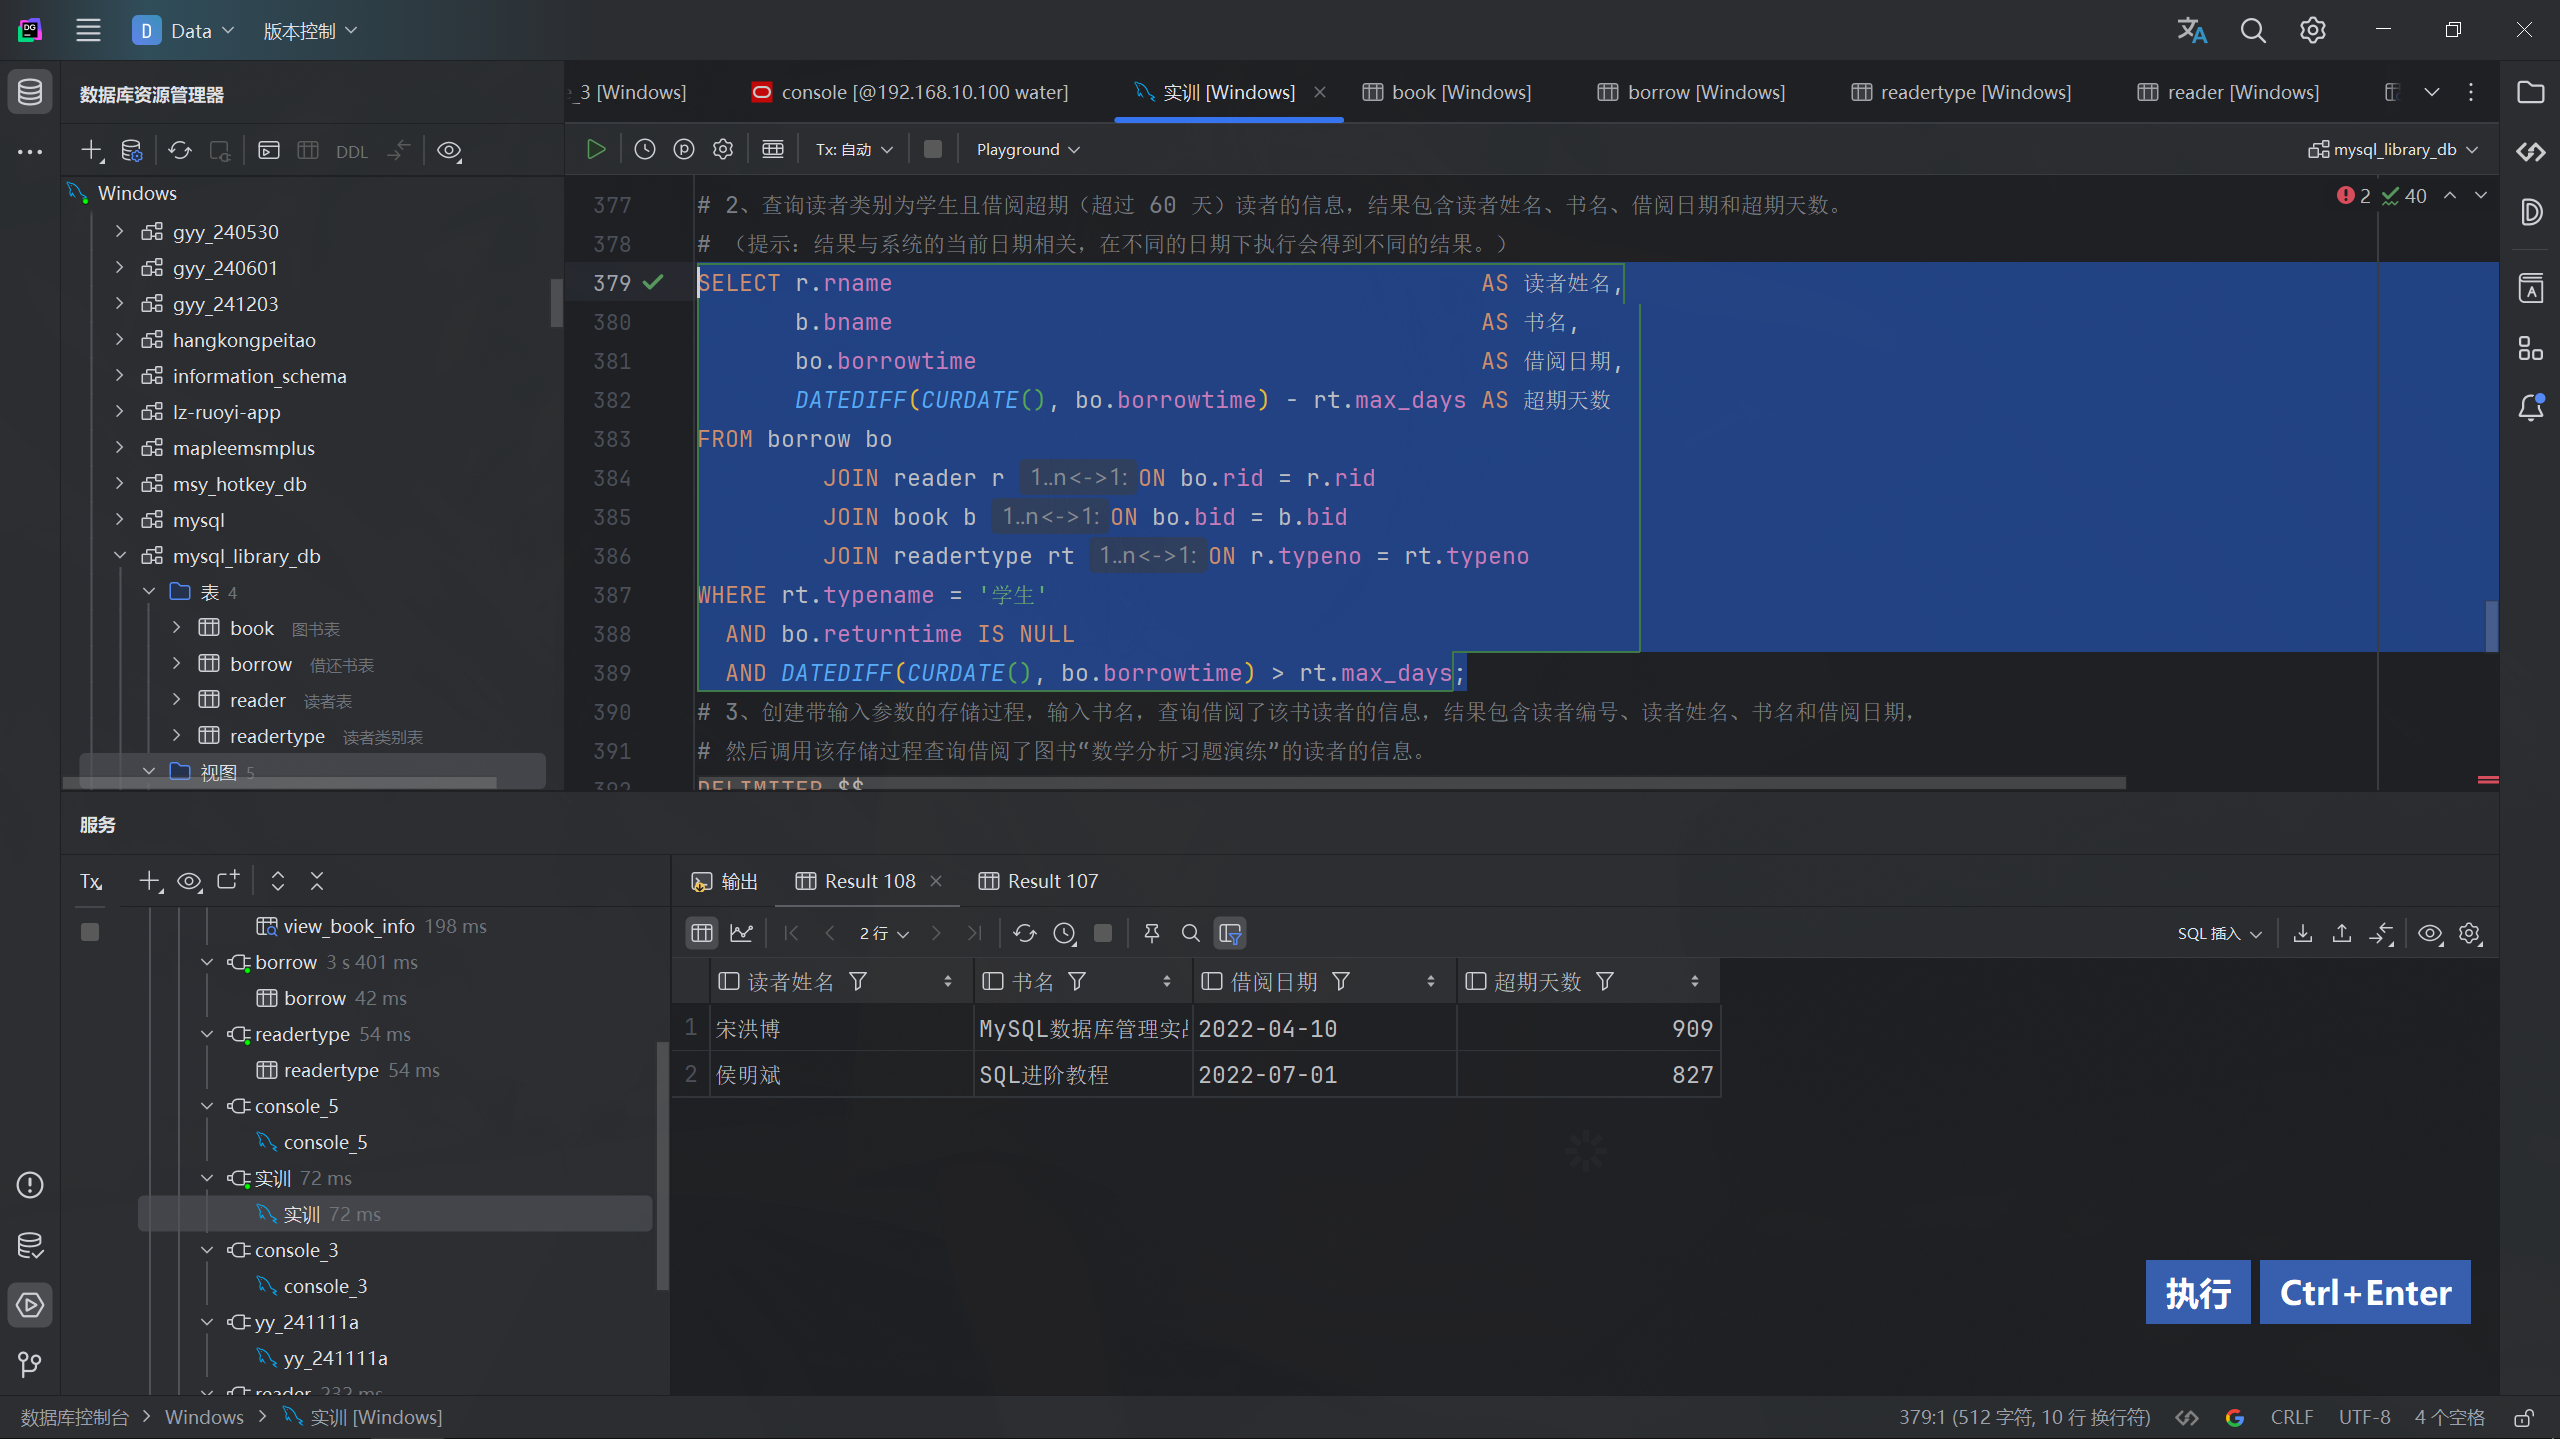 D Data 版本控制
数据库资源管理器
_3 [Windows] console [@192.168.10.100 water] 实训 [Windows] book [Windows] borrow [Windows] readertype [Windows] reader [Windows]
DDL
Tx: 自动 Playground mysql_library_db
2 40
Windows
gyy_240530
gyy_240601
gyy_241203
hangkongpeitao
information_schema
lz-ruoyi-app
mapleemsmplus
msy_hotkey_db
mysql
mysql_library_db
表 4
book 图书表
borrow 借还书表
reader 读者表
readertype 读者类别表
视图 5
377 # 2、查询读者类别为学生且借阅超期（超过 60 天）读者的信息，结果包含读者姓名、书名、借阅日期和超期天数。
378 # （提示：结果与系统的当前日期相关，在不同的日期下执行会得到不同的结果。）
379 SELECT r.rname AS 读者姓名,
380 b.bname AS 书名,
381 bo.borrowtime AS 借阅日期,
382 DATEDIFF(CURDATE(), bo.borrowtime) - rt.max_days AS 超期天数
383 FROM borrow bo
384 JOIN reader r 1..n<->1: ON bo.rid = r.rid
385 JOIN book b 1..n<->1: ON bo.bid = b.bid
386 JOIN readertype rt 1..n<->1: ON r.typeno = rt.typeno
387 WHERE rt.typename = '学生'
388 AND bo.returntime IS NULL
389 AND DATEDIFF(CURDATE(), bo.borrowtime) > rt.max_days;
390 # 3、创建带输入参数的存储过程，输入书名，查询借阅了该书读者的信息，结果包含读者编号、读者姓名、书名和借阅日期，
391 # 然后调用该存储过程查询借阅了图书“数学分析习题演练”的读者的信息。
392 DELIMITER $$
服务
Tx
view_book_info 198 ms
borrow 3 s 401 ms
borrow 42 ms
readertype 54 ms
readertype 54 ms
console_5
console_5
实训 72 ms
实训 72 ms
console_3
console_3
yy_241111a
yy_241111a
reader 232 ms
输出 Result 108 Result 107
2 行 SQL 插入
读者姓名 书名 借阅日期 超期天数
1 宋洪博 MySQL数据库管理实 2022-04-10 909
2 侯明斌 SQL进阶教程 2022-07-01 827
执行 Ctrl+Enter
数据库控制台 > Windows > 实训 [Windows]
379:1 (512 字符, 10 行 换行符) CRLF UTF-8 4 个空格